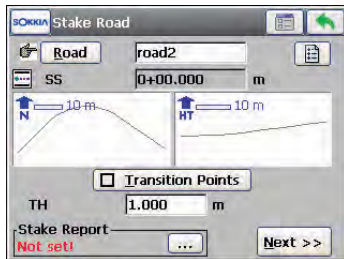 SOKKIA Stake Road
Road road2
SS 0+00.000 m
N 10 m HT 10 m
Transition Points
TH 1.000 m
Stake Report
Not set! ... Next >>